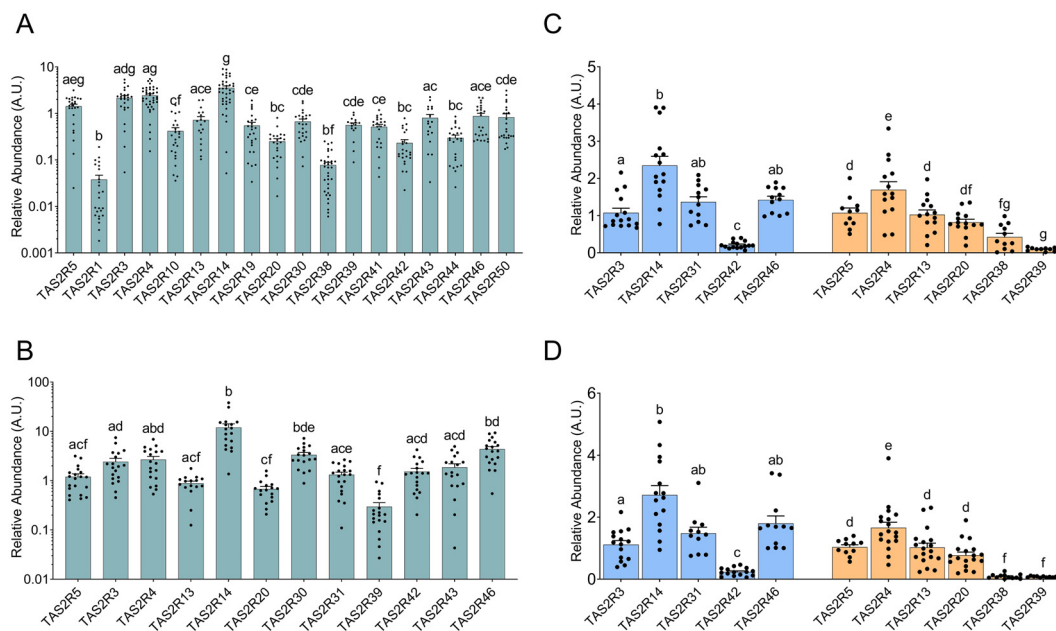 A
Relative Abundance (A.U.)
10
1
0.1
0.01
0.001
aeg
b
adg
ag
cf
ace
g
ce
bc
cde
bf
cde
ce
bc
ac
bc
ace
cde
TAS2R5
TAS2R1
TAS2R3
TAS2R4
TAS2R10
TAS2R13
TAS2R14
TAS2R19
TAS2R20
TAS2R30
TAS2R38
TAS2R39
TAS2R41
TAS2R42
TAS2R43
TAS2R44
TAS2R46
TAS2R50
C
Relative Abundance (A.U.)
5
4
3
2
1
0
a
b
ab
c
ab
d
e
d
df
fg
g
TAS2R3
TAS2R14
TAS2R31
TAS2R42
TAS2R46
TAS2R5
TAS2R4
TAS2R13
TAS2R20
TAS2R38
TAS2R39
B
Relative Abundance (A.U.)
100
10
1
0.1
0.01
acf
ad
abd
acf
b
cf
bde
ace
f
acd
acd
bd
TAS2R5
TAS2R3
TAS2R4
TAS2R13
TAS2R14
TAS2R20
TAS2R30
TAS2R31
TAS2R39
TAS2R42
TAS2R43
TAS2R46
D
Relative Abundance (A.U.)
6
4
2
0
a
b
ab
c
ab
d
e
d
d
f
f
TAS2R3
TAS2R14
TAS2R31
TAS2R42
TAS2R46
TAS2R5
TAS2R4
TAS2R13
TAS2R20
TAS2R38
TAS2R39